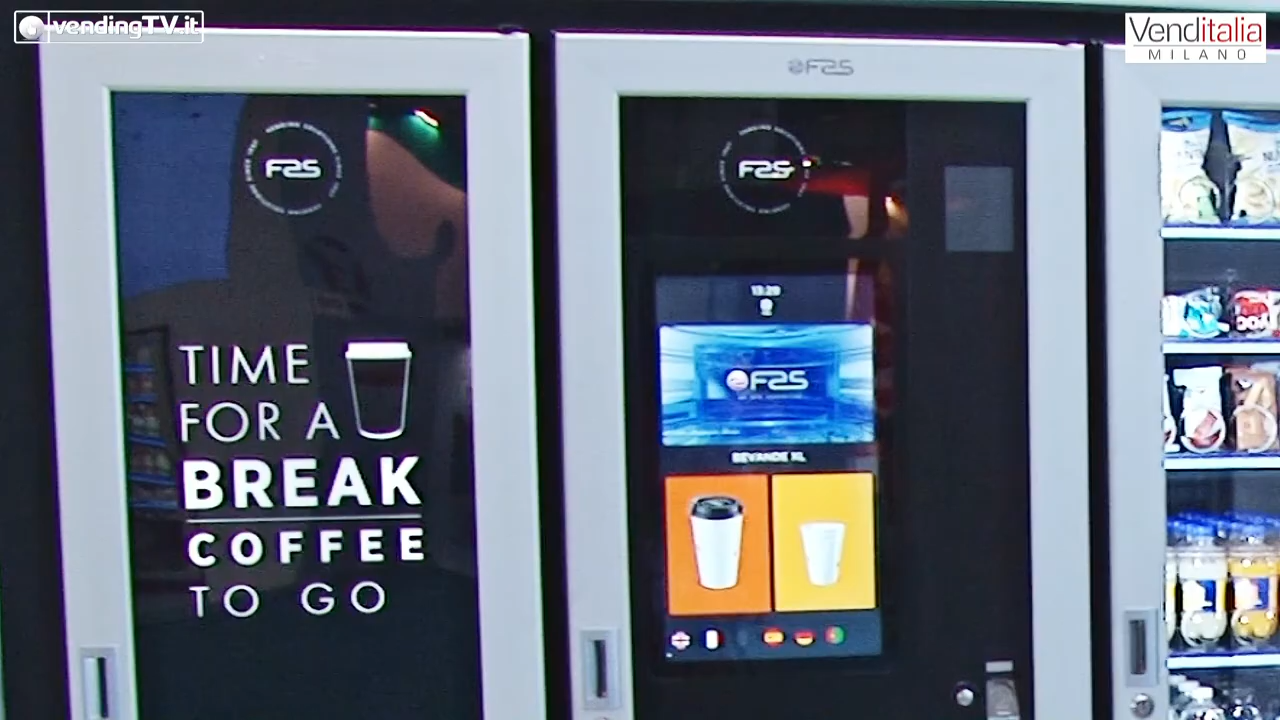 vendingTV.it
Venditalia
MILANO
FAS
FAS
FAS
TIME
FOR A
BREAK
COFFEE
TO GO
13:29
FAS
BEVANDE XL